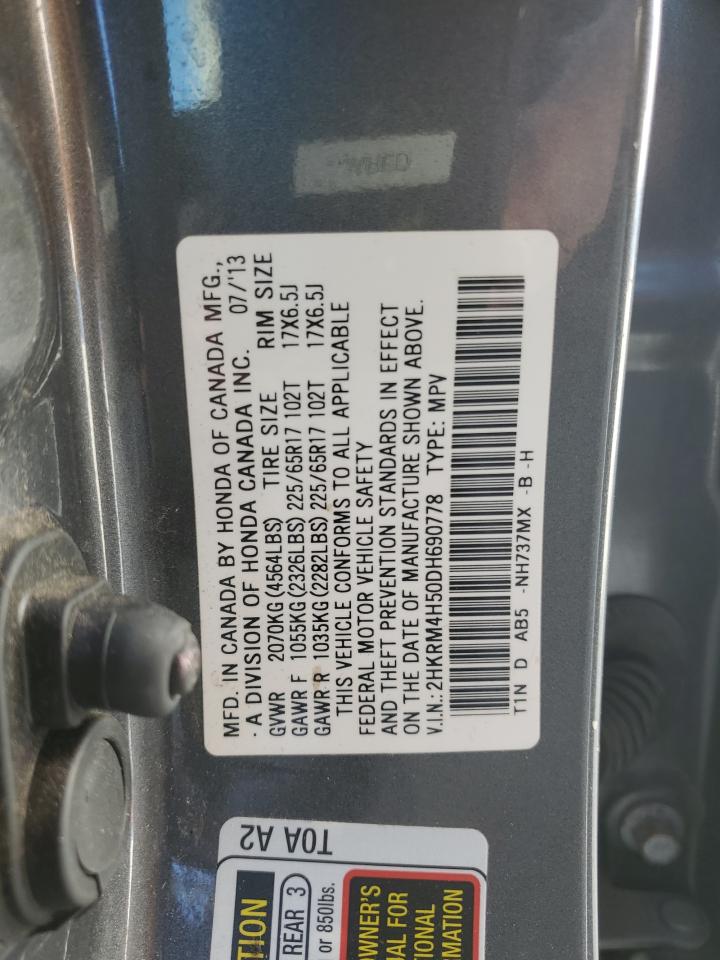 MFD. IN CANADA BY HONDA OF CANADA MFG.,
A DIVISION OF HONDA CANADA INC. 07/'13
GVWR 2070KG(4564LBS) TIRE SIZE RIM SIZE
GAWR F 1055KG(2326LBS) 225/65R17 102T 17X6.5J
GAWR R 1035KG(2282LBS) 225/65R17 102T 17X6.5J
THIS VEHICLE CONFORMS TO ALL APPLICABLE
FEDERAL MOTOR VEHICLE SAFETY
AND THEFT PREVENTION STANDARDS IN EFFECT
ON THE DATE OF MANUFACTURE SHOWN ABOVE.
V.I.N.: 2HKRM4H50DH690778 TYPE: MPV
T1N D AB5 -NH737MX -B -H
T0A A2
REAR 3
or 850lbs.
OWNER'S
FOR